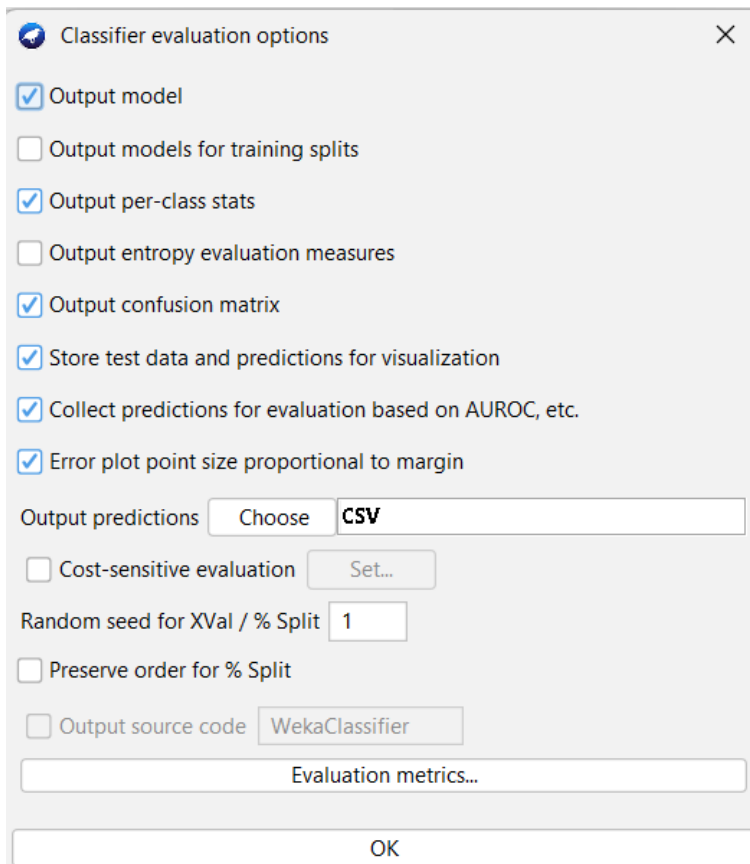 Classifier evaluation options
Output model
Output models for training splits
Output per-class stats
Output entropy evaluation measures
Output confusion matrix
Store test data and predictions for visualization
Collect predictions for evaluation based on AUROC, etc.
Error plot point size proportional to margin
Output predictions Choose CSV
Cost-sensitive evaluation Set...
Random seed for XVal / % Split 1
Preserve order for % Split
Output source code WekaClassifier
Evaluation metrics...
OK